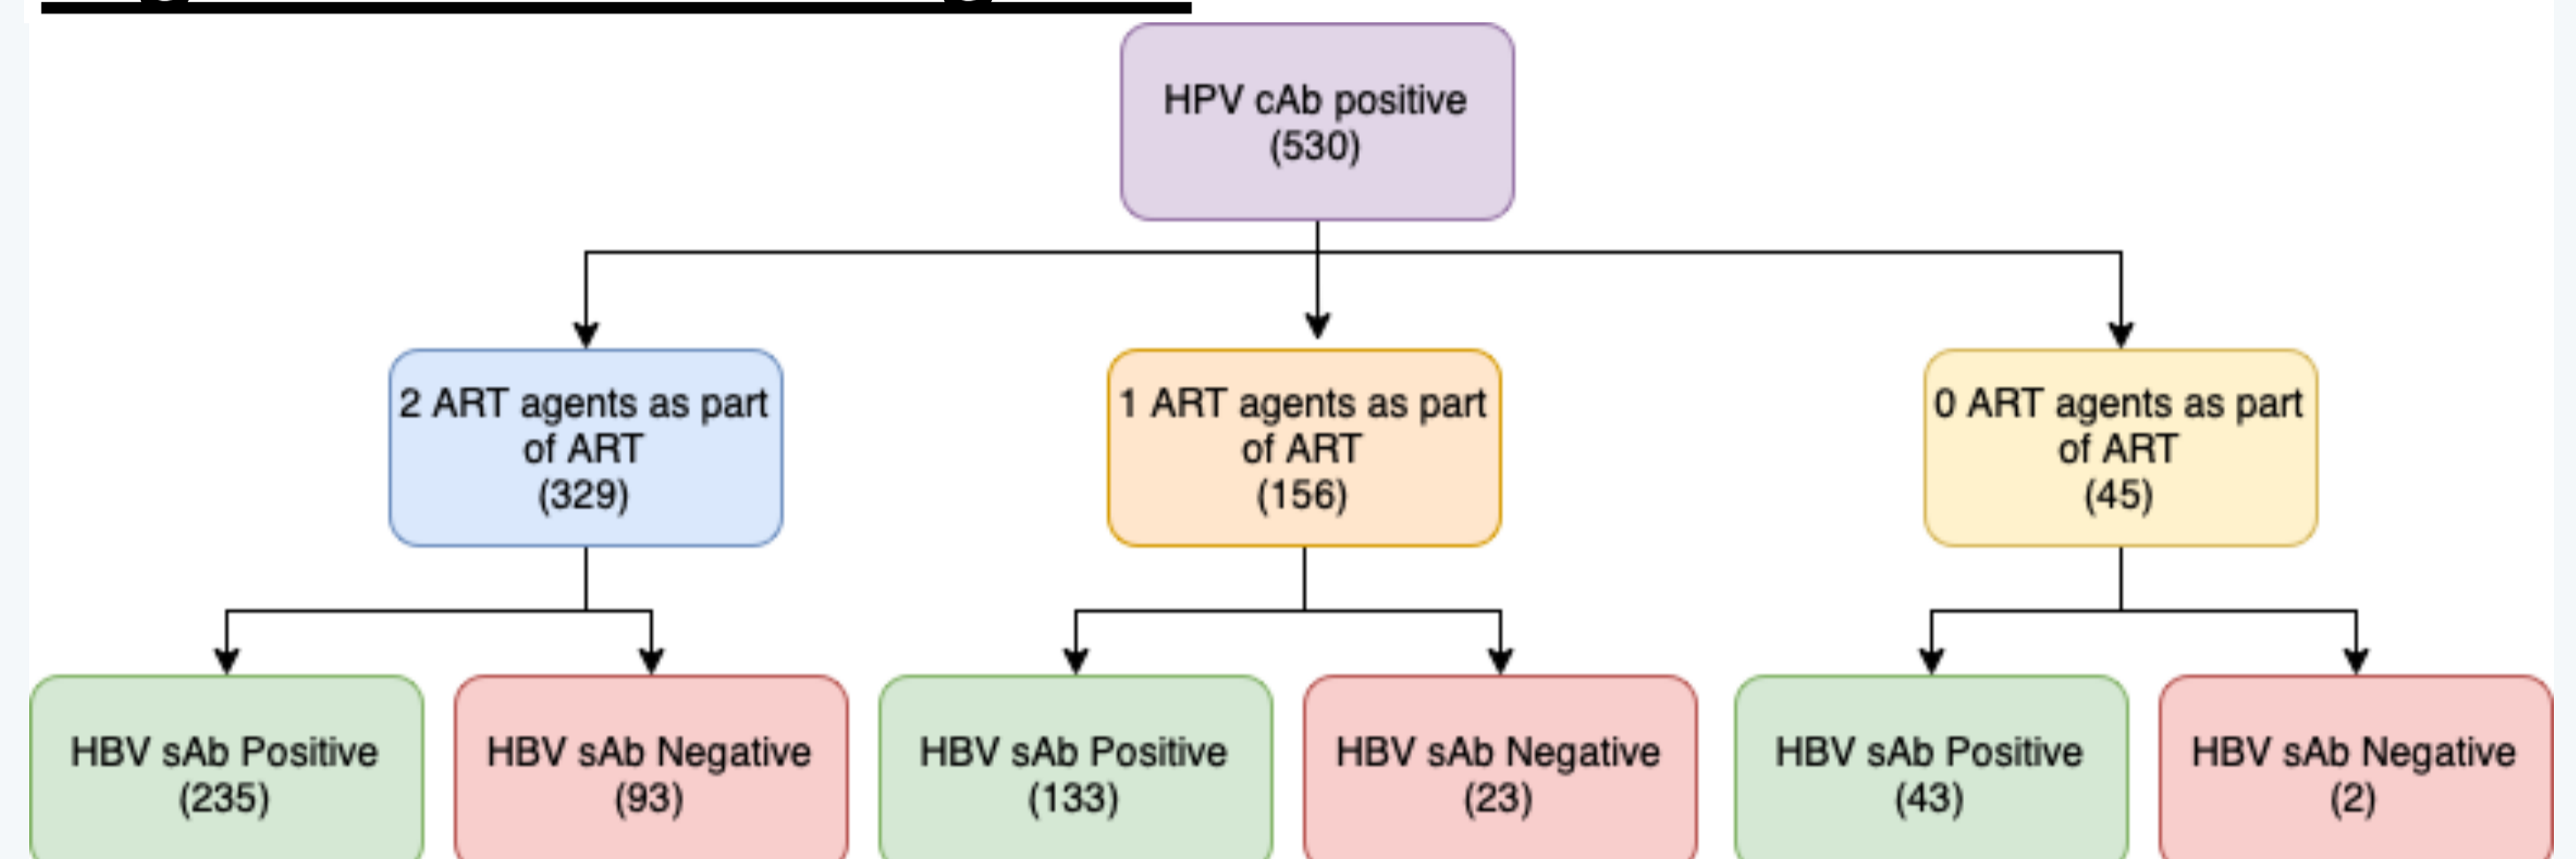 HPV cAb positive
(530)
2 ART agents as part
of ART
(329)
1 ART agents as part
of ART
(156)
0 ART agents as part
of ART
(45)
HBV sAb Positive
(235)
HBV sAb Negative
(93)
HBV sAb Positive
(133)
HBV sAb Negative
(23)
HBV sAb Positive
(43)
HBV sAb Negative
(2)